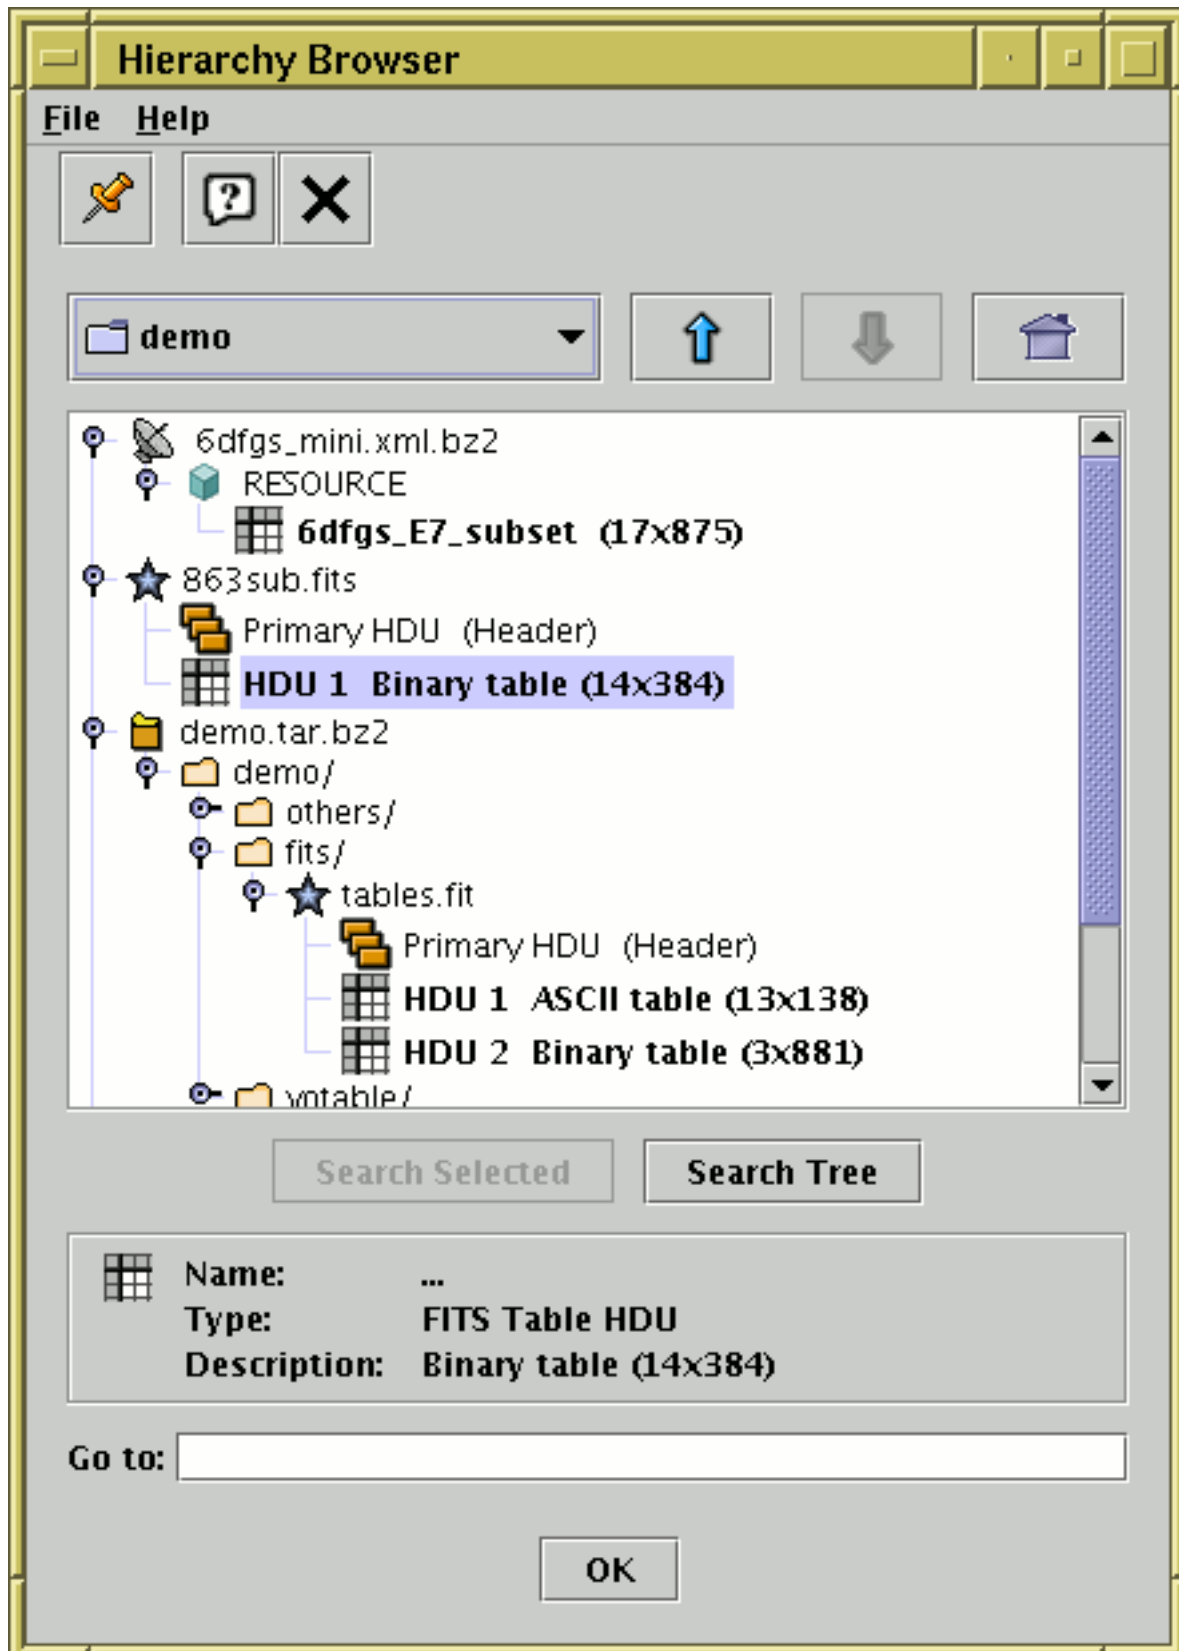 Hierarchy Browser
File Help
?
demo
6dfgs_mini.xml.bz2
RESOURCE
6dfgs_E7_subset (17x875)
863sub.fits
Primary HDU (Header)
HDU 1 Binary table (14x384)
demo.tar.bz2
demo/
others/
fits/
tables.fit
Primary HDU (Header)
HDU 1 ASCII table (13x138)
HDU 2 Binary table (3x881)
votable/
Search Selected Search Tree
Name: ...
Type: FITS Table HDU
Description: Binary table (14x384)
Go to:
OK